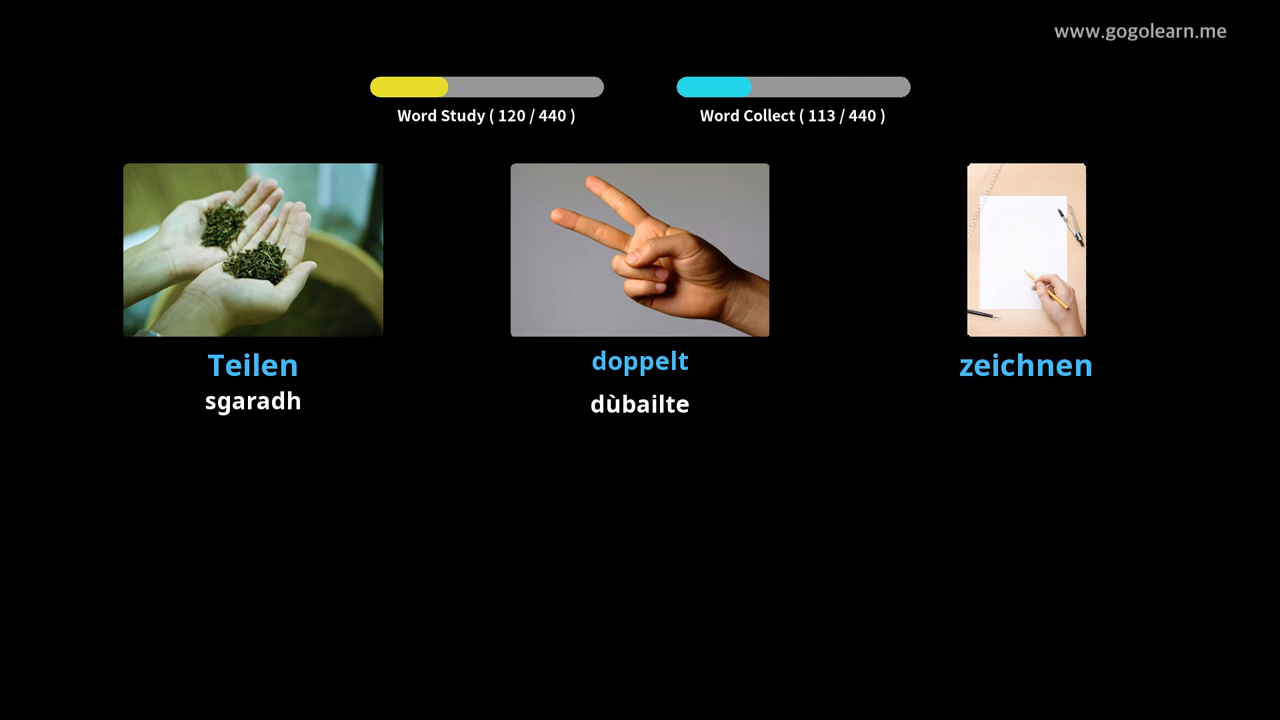 www.gogolearn.me
Word Study ( 120 / 440 )
Word Collect ( 113 / 440 )
Teilen
sgaradh
doppelt
dùbailte
zeichnen